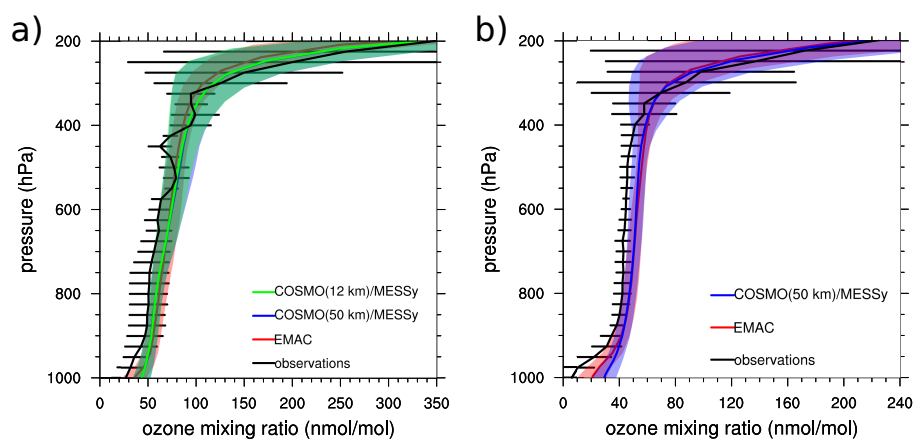 a)
200
400
600
800
1000
pressure (hPa)
COSMO(12 km)/MESSy
COSMO(50 km)/MESSy
EMAC
observations
0 50 100 150 200 250 300 350
ozone mixing ratio (nmol/mol)
b)
200
400
600
800
1000
pressure (hPa)
COSMO(50 km)/MESSy
EMAC
observations
0 40 80 120 160 200 240
ozone mixing ratio (nmol/mol)